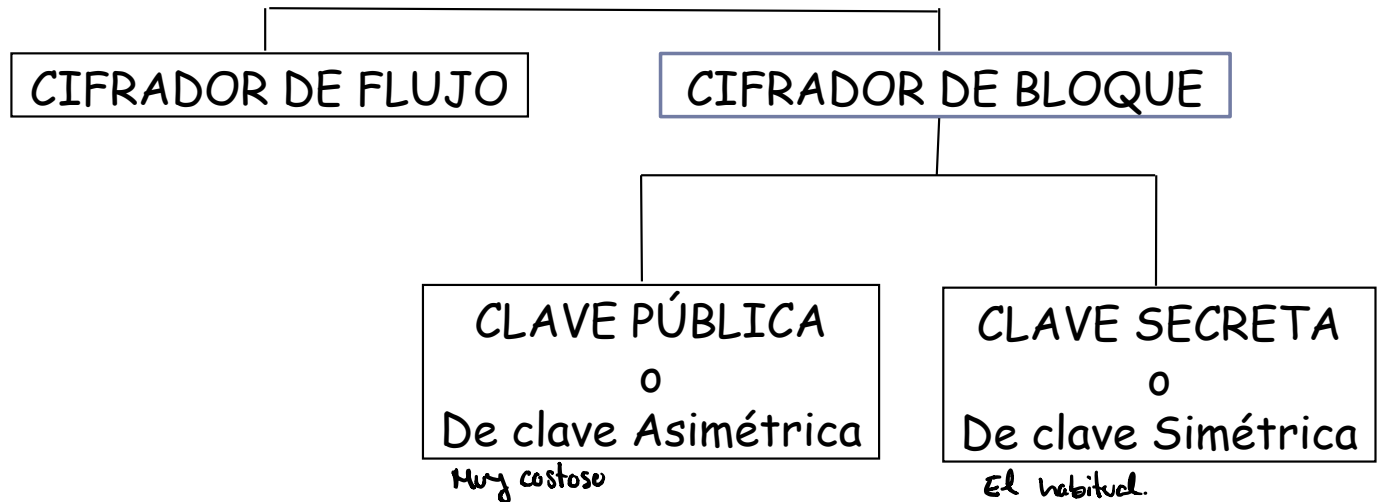 CIFRADOR DE FLUJO
CIFRADOR DE BLOQUE
CLAVE PÚBLICA
o
De clave Asimétrica
Muy costoso
CLAVE SECRETA
o
De clave Simétrica
El habitual.